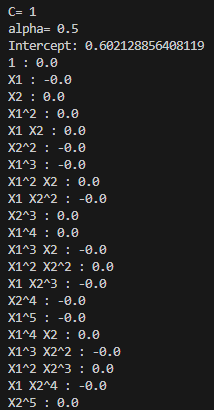 C= 1
alpha= 0.5
Intercept: 0.602128856408119
1 : 0.0
X1 : -0.0
X2 : 0.0
X1^2 : 0.0
X1 X2 : 0.0
X2^2 : -0.0
X1^3 : -0.0
X1^2 X2 : 0.0
X1 X2^2 : -0.0
X2^3 : 0.0
X1^4 : 0.0
X1^3 X2 : -0.0
X1^2 X2^2 : 0.0
X1 X2^3 : -0.0
X2^4 : -0.0
X1^5 : -0.0
X1^4 X2 : 0.0
X1^3 X2^2 : -0.0
X1^2 X2^3 : 0.0
X1 X2^4 : -0.0
X2^5 : 0.0